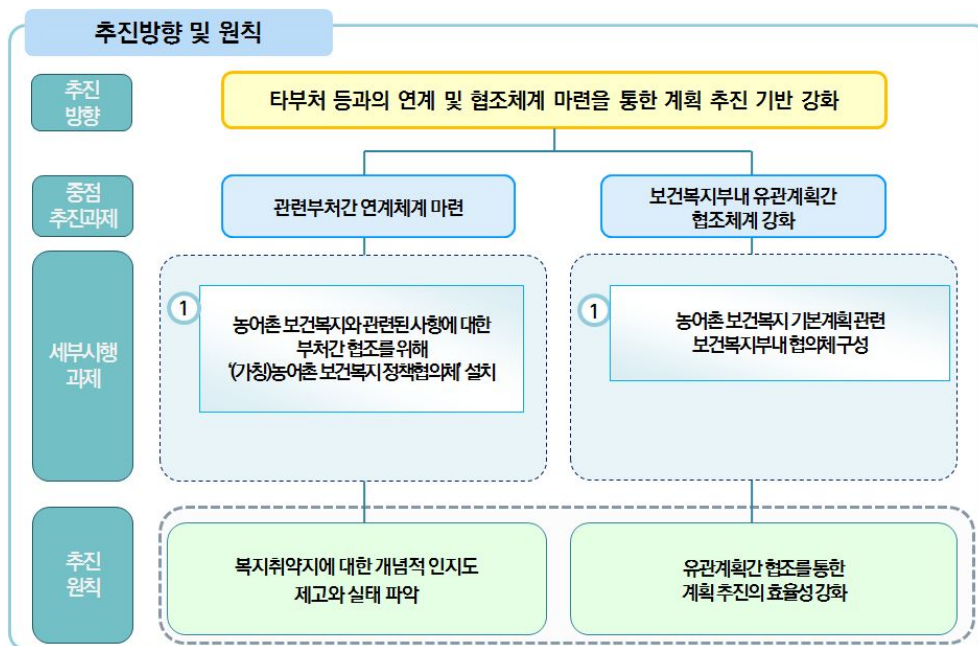 추진방향 및 원칙
추진
방향
타부처 등과의 연계 및 협조체계 마련을 통한 계획 추진 기반 강화
중점
추진과제
관련부처간 연계체계 마련
보건복지부내 유관계획간
협조체계 강화
세부시행
과제
1
농어촌 보건복지와 관련된 사항에 대한
부처간 협조를 위해
'(가칭)농어촌 보건복지 정책협의체' 설치
1
농어촌 보건복지 기본계획 관련
보건복지부내 협의체 구성
추진
원칙
복지취약지에 대한 개념적 인지도
제고와 실태 파악
유관계획간 협조를 통한
계획 추진의 효율성 강화